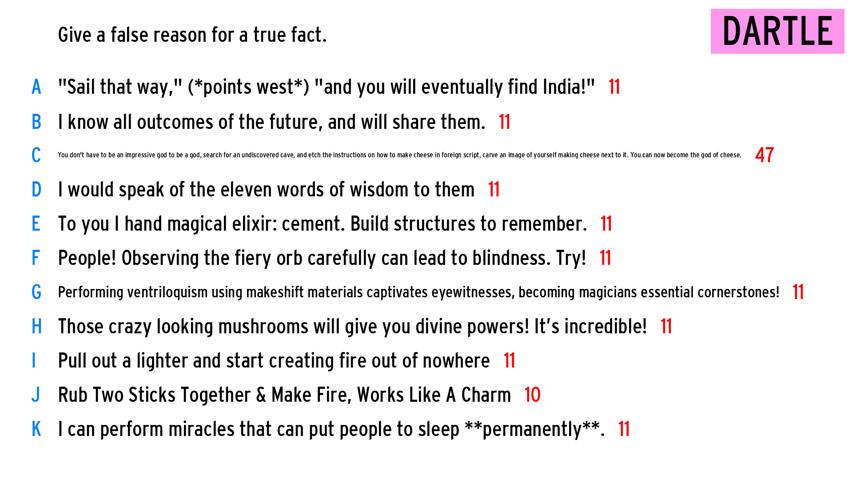 Give a false reason for a true fact.
DARTLE
A "Sail that way," (*points west*) "and you will eventually find India!" 11
B I know all outcomes of the future, and will share them. 11
C You don't have to be an impressive god to be a god, search for an undiscovered cave, and etch the instructions on how to make cheese in foreign script, carve an image of yourself making cheese next to it. You can now become the god of cheese. 47
D I would speak of the eleven words of wisdom to them 11
E To you I hand magical elixir: cement. Build structures to remember. 11
F People! Observing the fiery orb carefully can lead to blindness. Try! 11
G Performing ventriloquism using makeshift materials captivates eyewitnesses, becoming magicians essential cornerstones! 11
H Those crazy looking mushrooms will give you divine powers! It's incredible! 11
I Pull out a lighter and start creating fire out of nowhere 11
J Rub Two Sticks Together & Make Fire, Works Like A Charm 10
K I can perform miracles that can put people to sleep **permanently**. 11